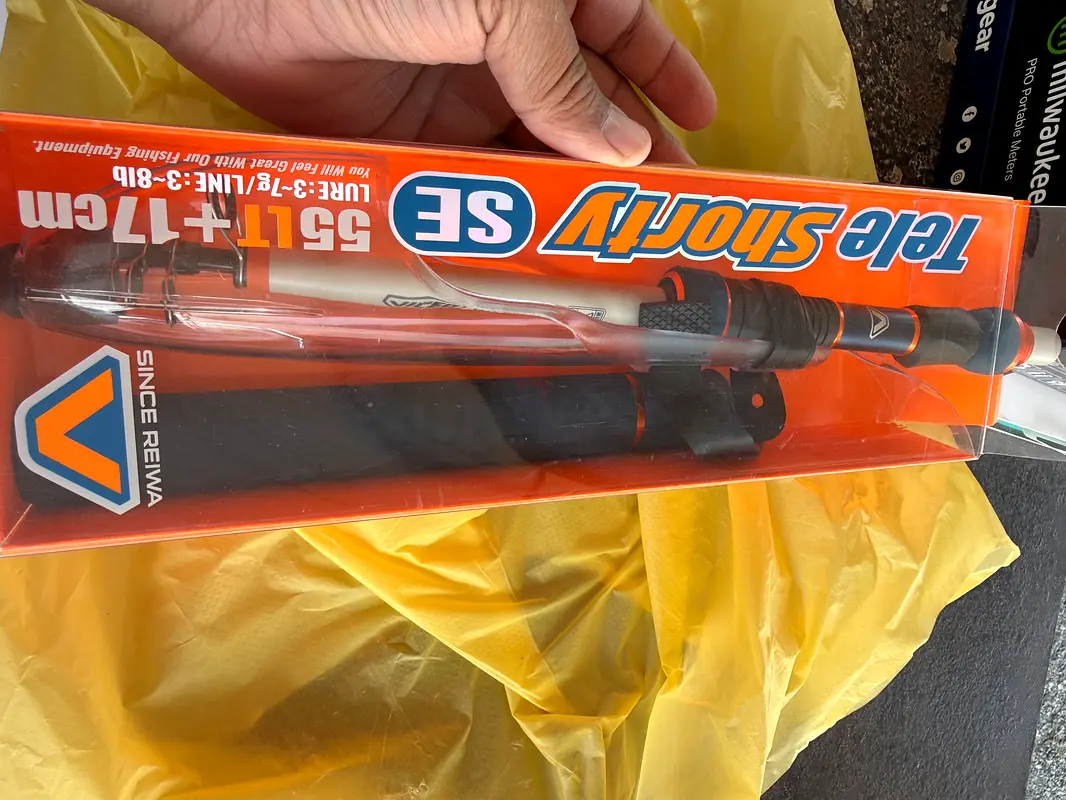 Tele Shorty SE
55LT+17cm
LURE:3~7g/LINE:3~8lb
You Will Feel Great With Our Fishing Equipment
SINCE REIWA
V
V
gear
milwaukee
PRO Portable Meters